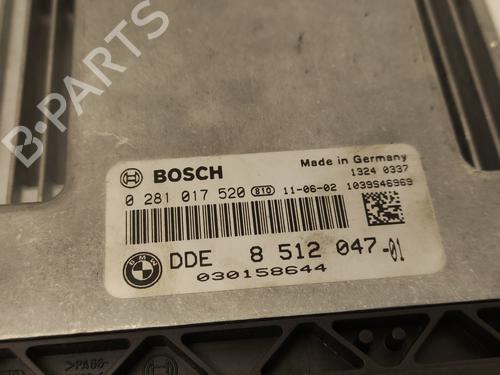 B-PARTS
BOSCH
Made in Germany
1324 0337
0 281 017 520 810 11-06-02 1039S46969
BMW
DDE 8 512 047-01
030158644